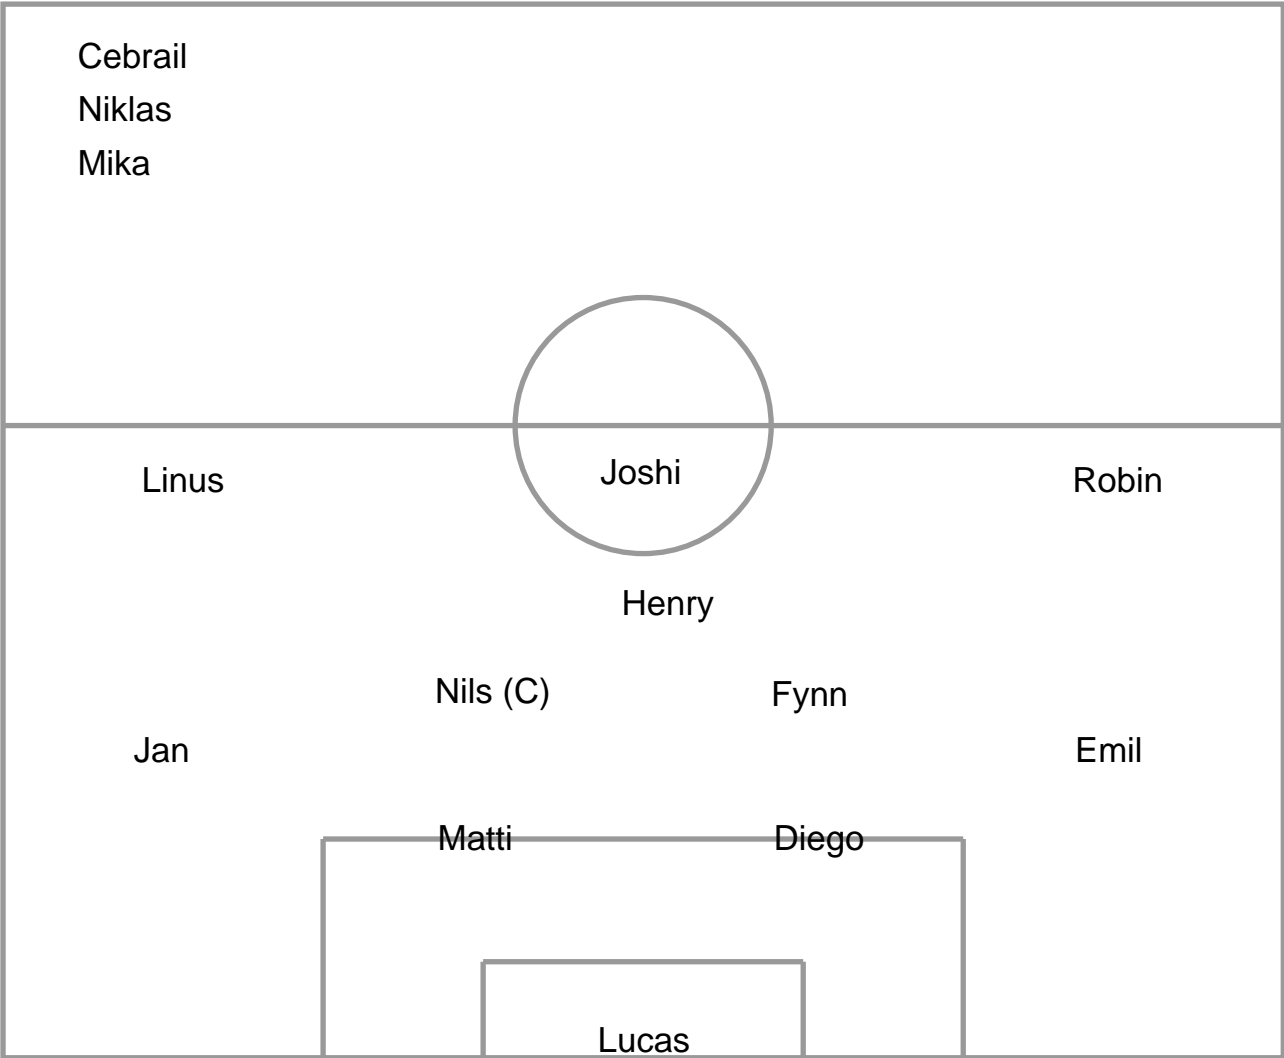 Cebrail
Niklas
Mika
Linus
Joshi
Robin
Henry
Nils (C)
Fynn
Jan
Emil
Matti
Diego
Lucas